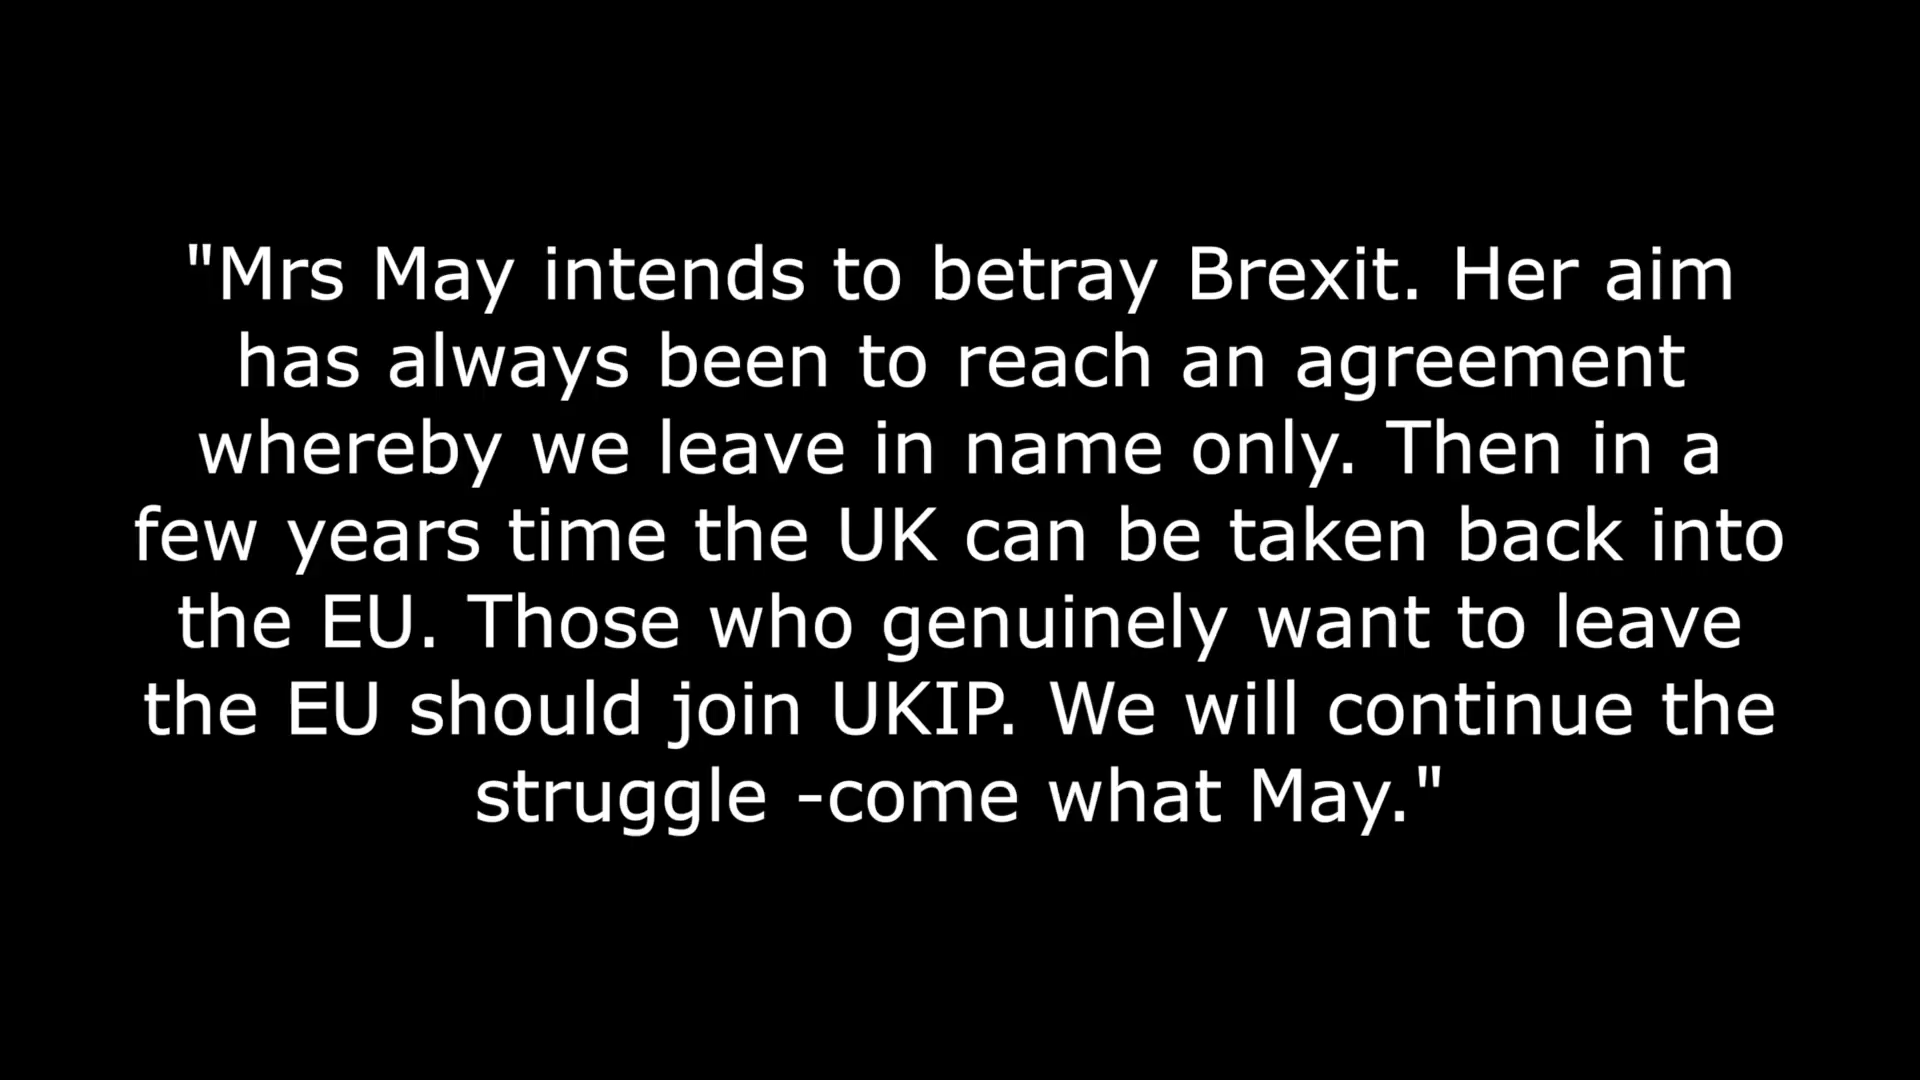 "Mrs May intends to betray Brexit. Her aim
has always been to reach an agreement
whereby we leave in name only. Then in a
few years time the UK can be taken back into
the EU. Those who genuinely want to leave
the EU should join UKIP. We will continue the
struggle -come what May."